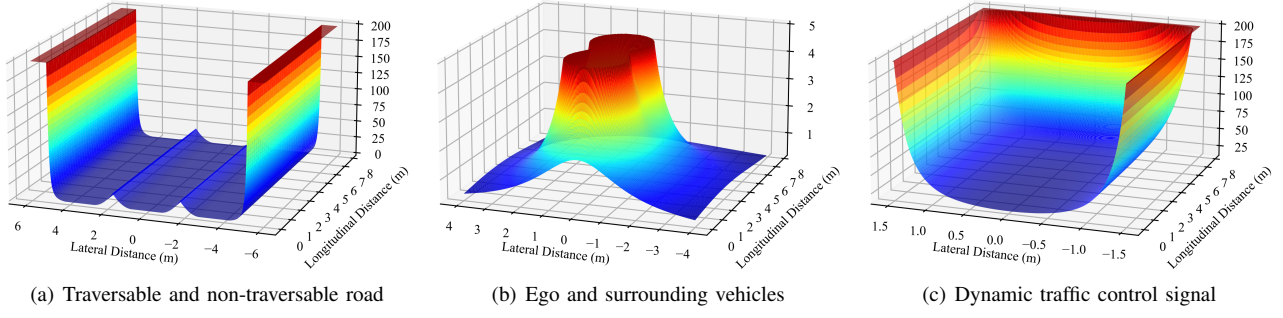 200
175
150
125
100
75
50
25
0
6 4 2 0 −2 −4 −6
Lateral Distance (m)
0 1 2 3 4 5 6 7 8
Longitudinal Distance (m)
(a) Traversable and non-traversable road
5
4
3
2
1
4 3 2 1 0 −1 −2 −3 −4
Lateral Distance (m)
0 1 2 3 4 5 6 7 8
Longitudinal Distance (m)
(b) Ego and surrounding vehicles
200
175
150
125
100
75
50
25
1.5 1.0 0.5 0.0 −0.5 −1.0 −1.5
Lateral Distance (m)
0 1 2 3 4 5 6 7 8
Longitudinal Distance (m)
(c) Dynamic traffic control signal